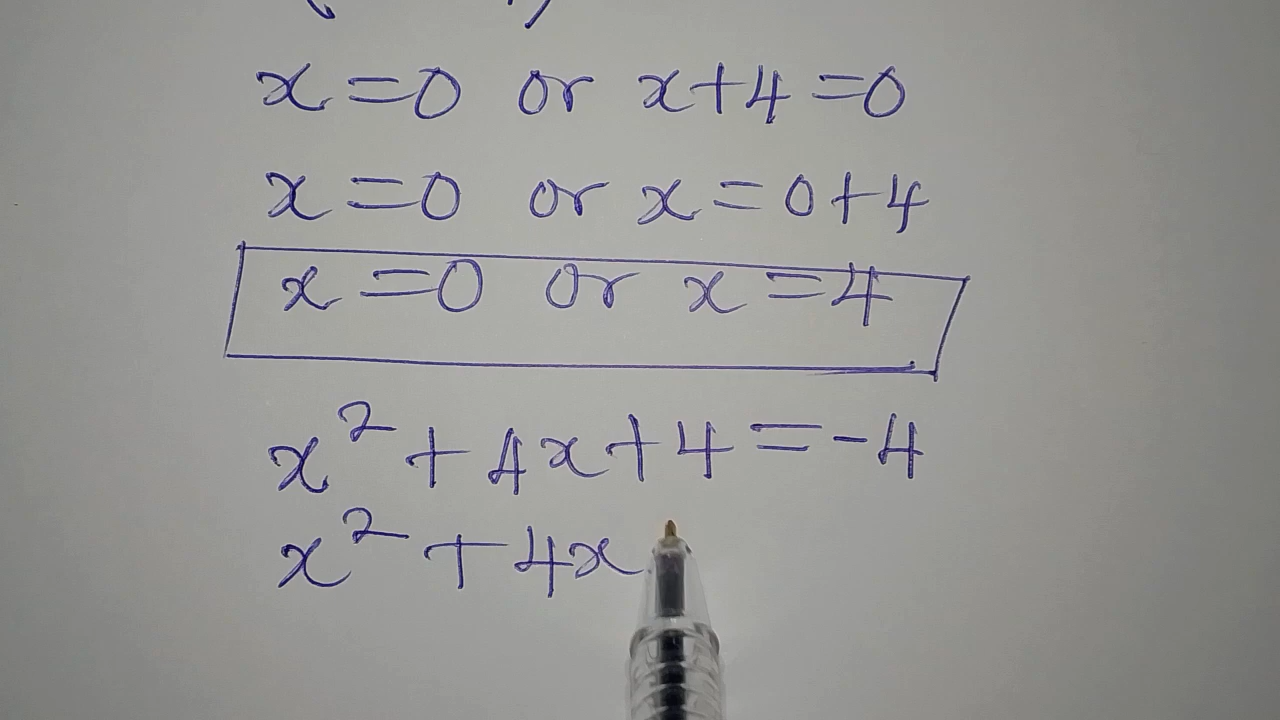 x = 0 or x + 4 = 0
x = 0 or x = 0 + 4
x = 0 or x = 4
x² + 4x + 4 = -4
x² + 4x